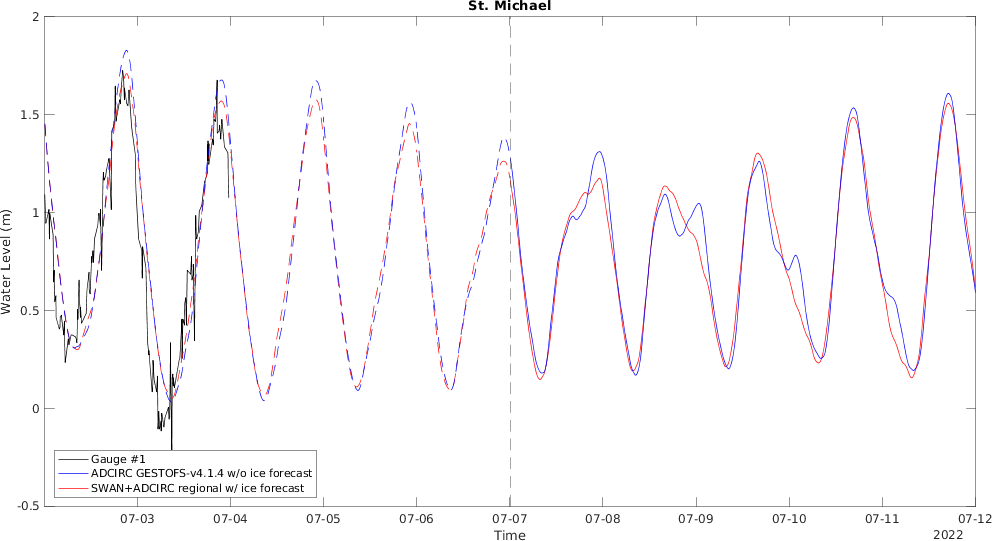 St. Michael
2
1.5
1
0.5
0
-0.5
Water Level (m)
Gauge #1
ADCIRC GESTOFS-v4.1.4 w/o ice forecast
SWAN+ADCIRC regional w/ ice forecast
07-03 07-04 07-05 07-06 07-07 07-08 07-09 07-10 07-11 07-12
Time
2022